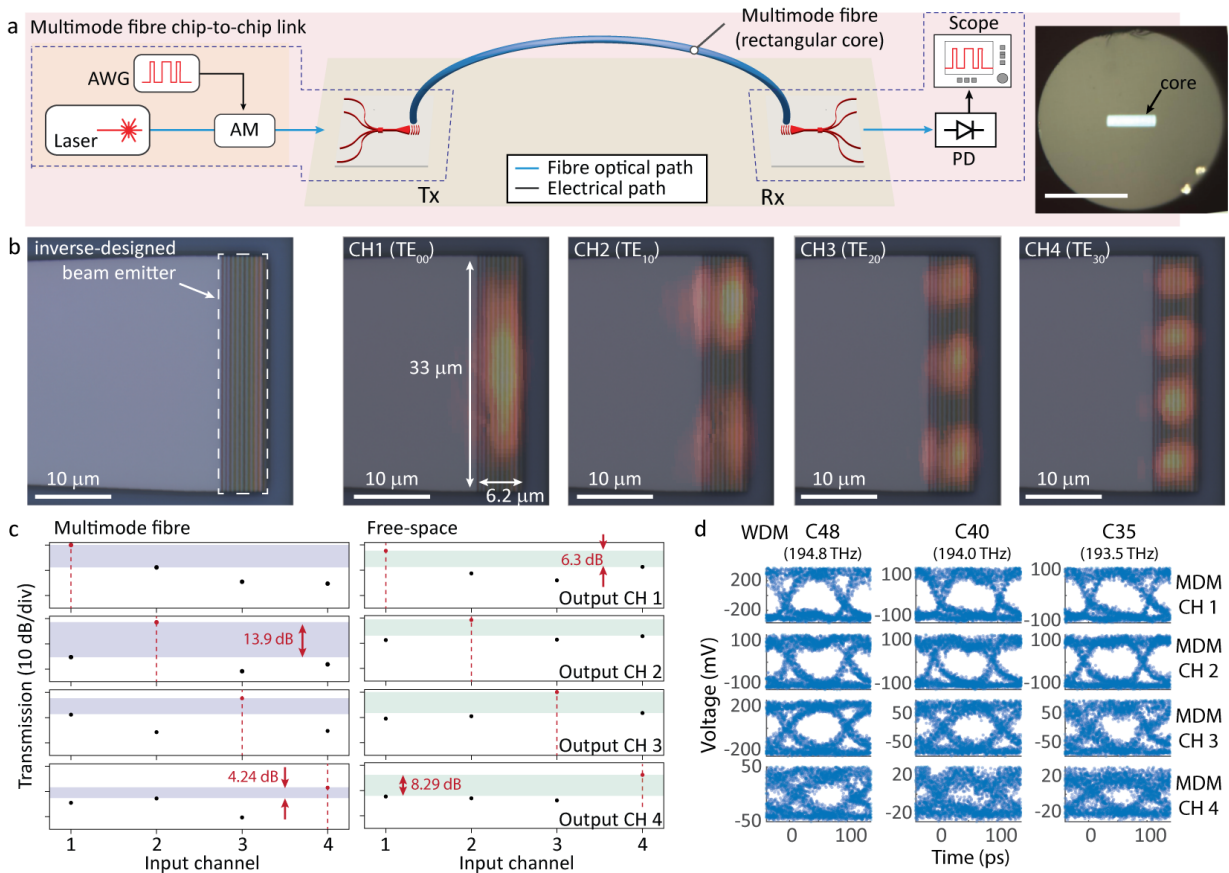 a
Multimode fibre chip-to-chip link
AWG
Laser
AM
Tx
Multimode fibre
(rectangular core)
Fibre optical path
Electrical path
Rx
Scope
PD
core
b
inverse-designed
beam emitter
10 μm
CH1 (TE00)
33 μm
6.2 μm
10 μm
CH2 (TE10)
10 μm
CH3 (TE20)
10 μm
CH4 (TE30)
10 μm
c
Multimode fibre
Free-space
Transmission (10 dB/div)
6.3 dB
Output CH 1
13.9 dB
Output CH 2
Output CH 3
4.24 dB
8.29 dB
Output CH 4
1 2 3 4
Input channel
1 2 3 4
Input channel
d
WDM C48 C40 C35
(194.8 THz) (194.0 THz) (193.5 THz)
Voltage (mV)
200 -200 100 -100 100 -100 MDM CH 1
100 -100 100 -100 100 -100 MDM CH 2
200 -200 50 -50 50 -50 MDM CH 3
50 -50 20 -20 20 -20 MDM CH 4
0 100 0 100 0 100
Time (ps)